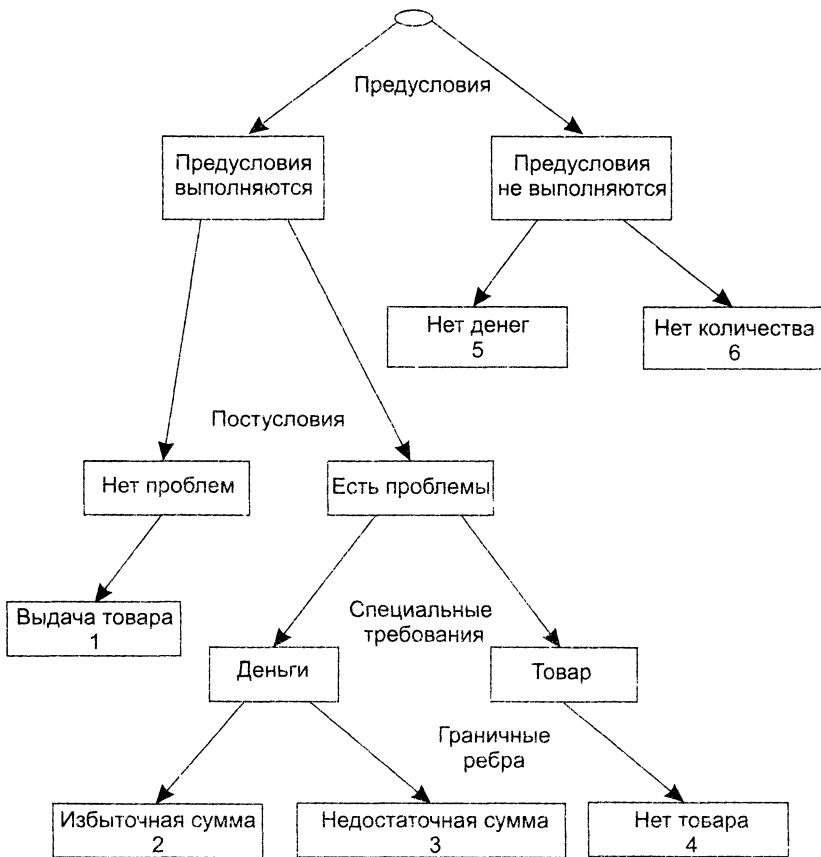 Предусловия
Предусловия
выполняются
Предусловия
не выполняются
Нет денег
5
Нет количества
6
Постусловия
Нет проблем
Есть проблемы
Выдача товара
1
Специальные
требования
Деньги
Товар
Граничные
ребра
Избыточная сумма
2
Недостаточная сумма
3
Нет товара
4